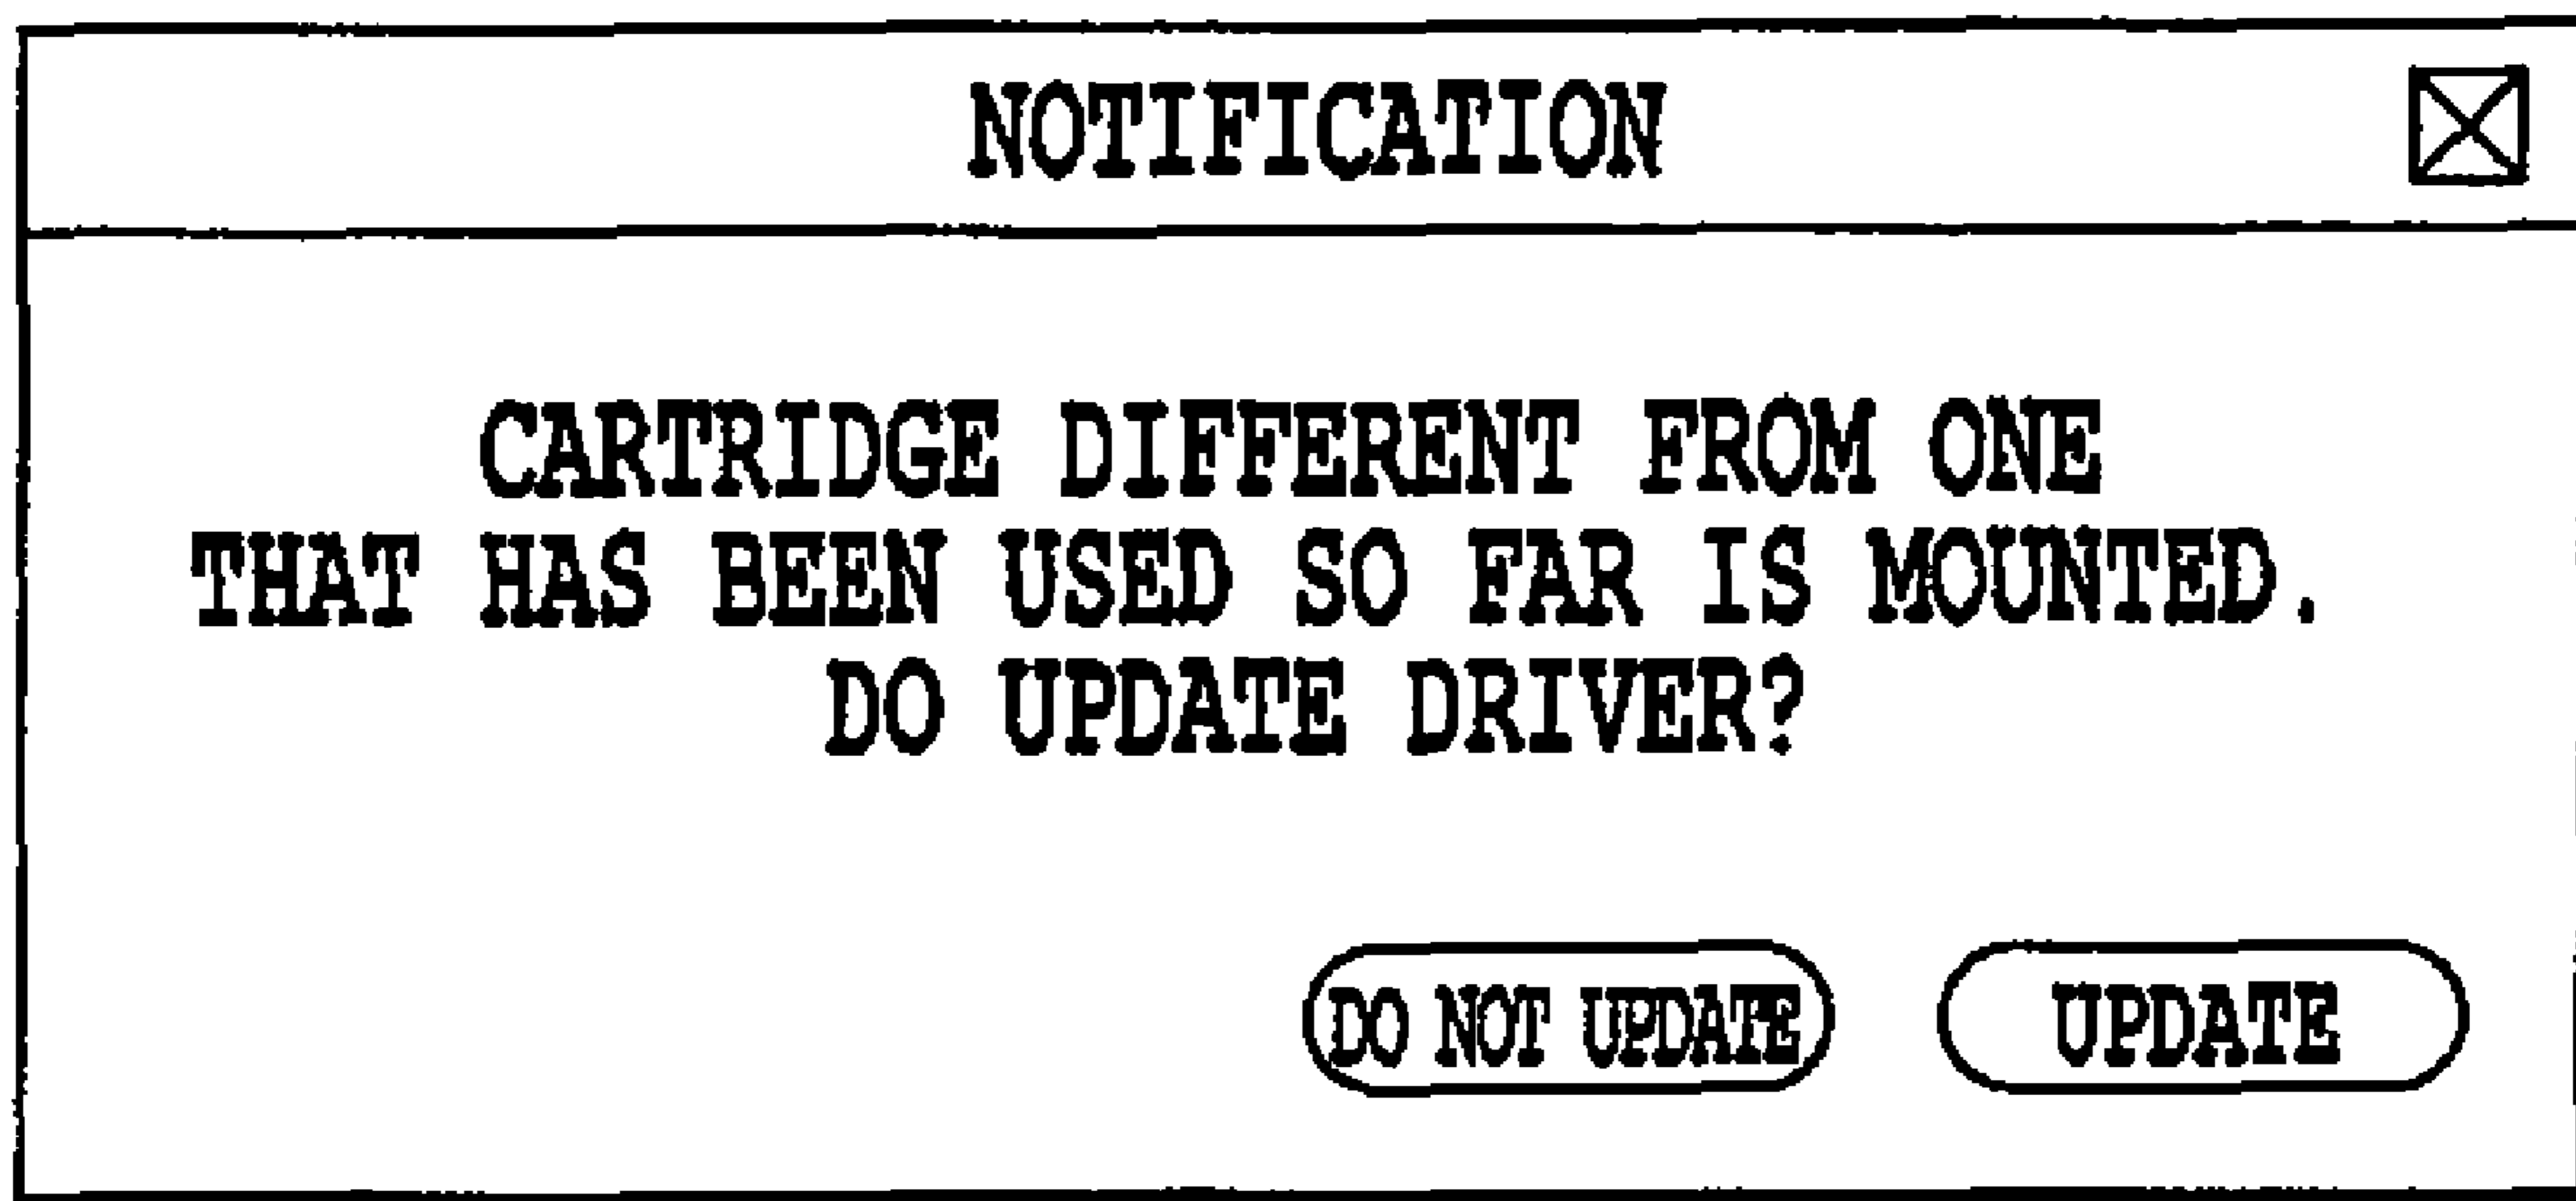 NOTIFICATION
CARTRIDGE DIFFERENT FROM ONE
THAT HAS BEEN USED SO FAR IS MOUNTED.
DO UPDATE DRIVER?
DO NOT UPDATE
UPDATE